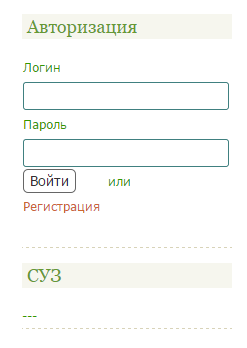 Авторизация
Логин
Пароль
Войти или
Регистрация
СУЗ
---